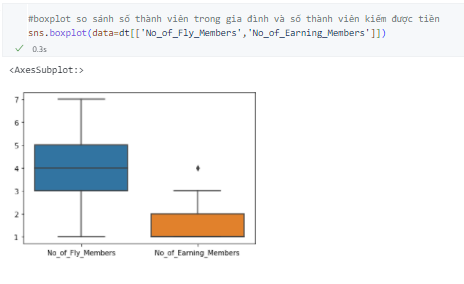 #boxplot so sánh số thành viên trong gia đình và số thành viên kiếm được tiền
sns.boxplot(data=dt[['No_of_Fly_Members','No_of_Earning_Members']])
0.3s
<AxesSubplot:>
7
6
5
4
3
2
1
No_of_Fly_Members No_of_Earning_Members